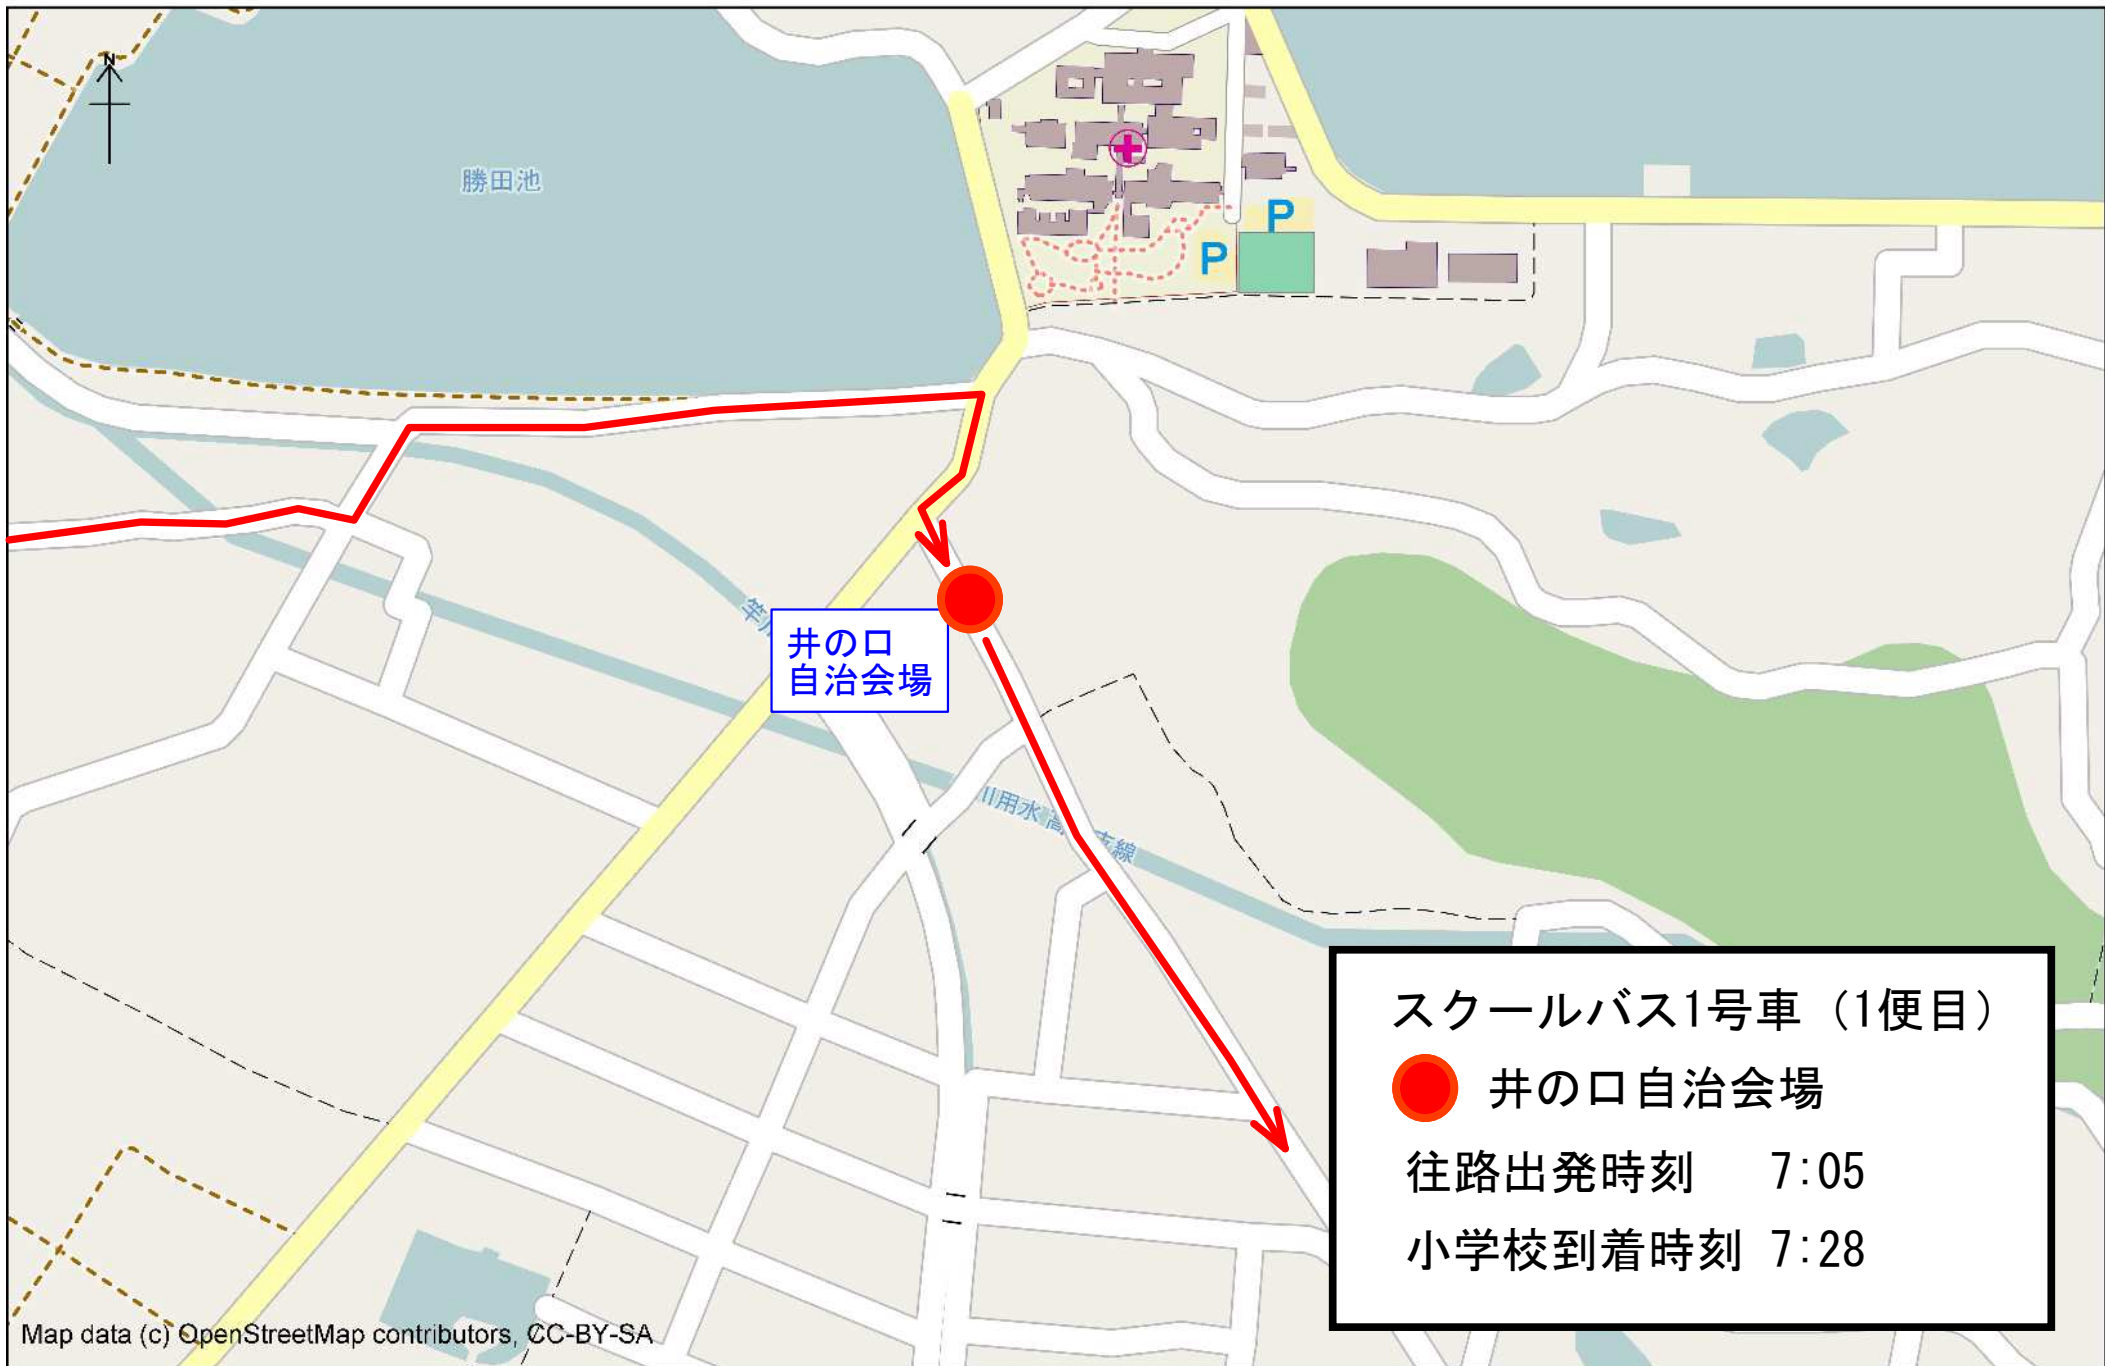 N
勝田池
P
P
井の口
自治会場
川用水
線
スクールバス1号車（1便目）
井の口自治会場
往路出発時刻 7:05
小学校到着時刻 7:28
Map data (c) OpenStreetMap contributors, CC-BY-SA